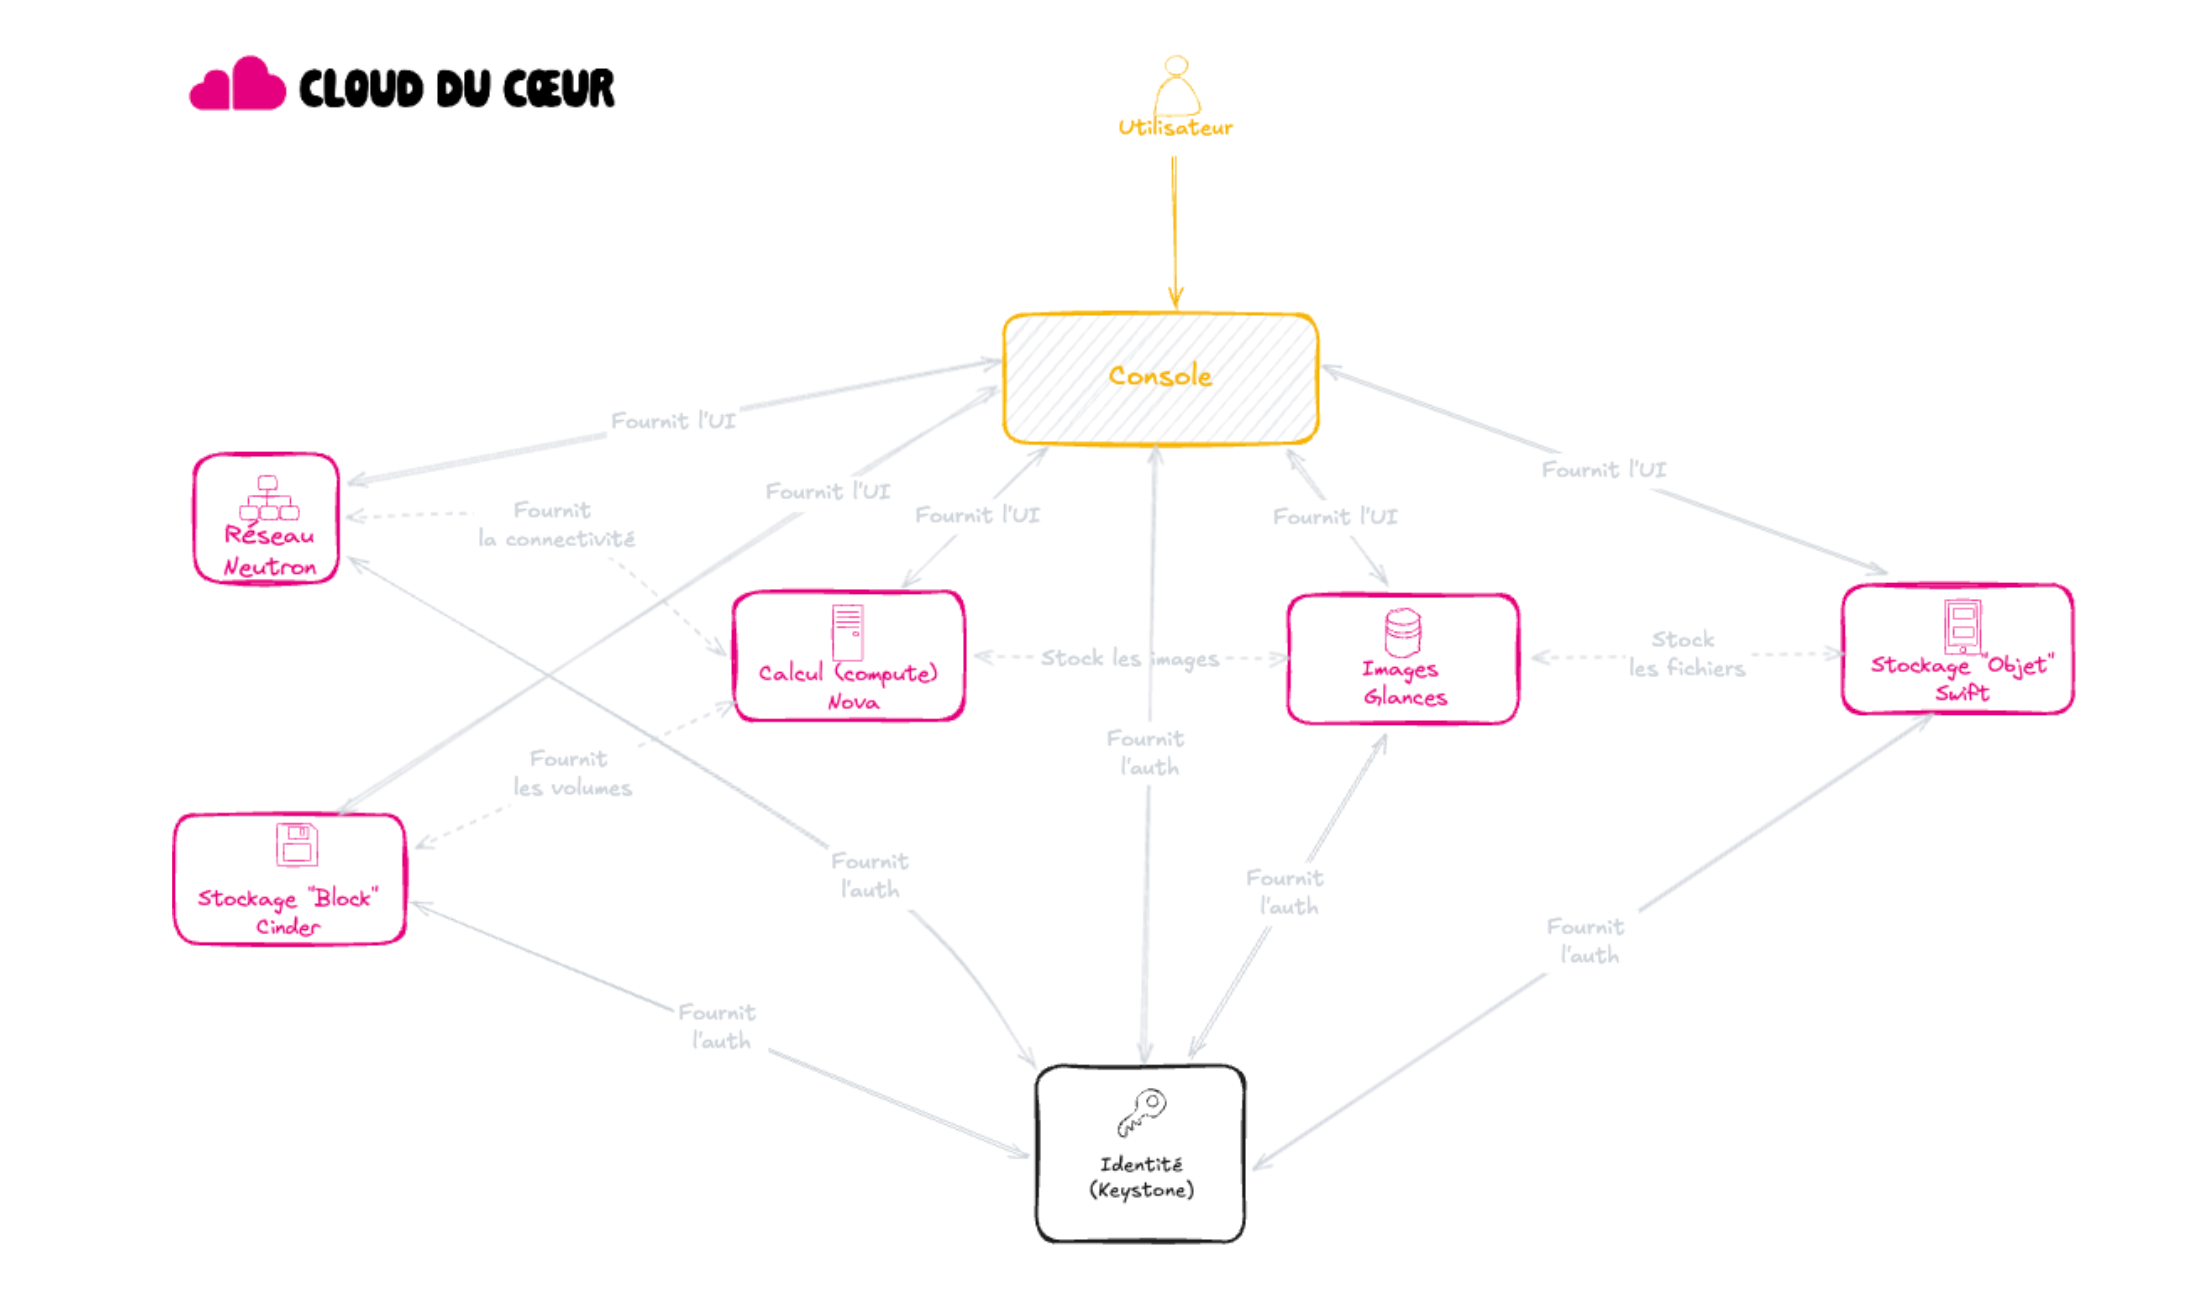 CLOUD DU CŒUR
Utilisateur
Console
Fournit l'UI
Fournit l'UI
Fournit l'UI
Fournit l'UI
Fournit l'UI
Réseau
Neutron
Fournit
la connectivité
Calcul (compute)
Nova
Stock les images
Images
Glances
Stock
les fichiers
Stockage "Objet"
Swift
Fournit
les volumes
Fournit
l'auth
Stockage "Block"
Cinder
Fournit
l'auth
Fournit
l'auth
Fournit
l'auth
Fournit
l'auth
Identité
(Keystone)